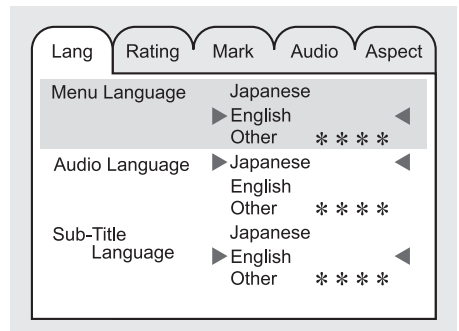 Lang Rating Mark Audio Aspect
Menu Language Japanese
▶English ◀
Other ＊＊＊＊
Audio Language ▶Japanese ◀
English
Other ＊＊＊＊
Sub-Title Japanese
Language ▶English ◀
Other ＊＊＊＊